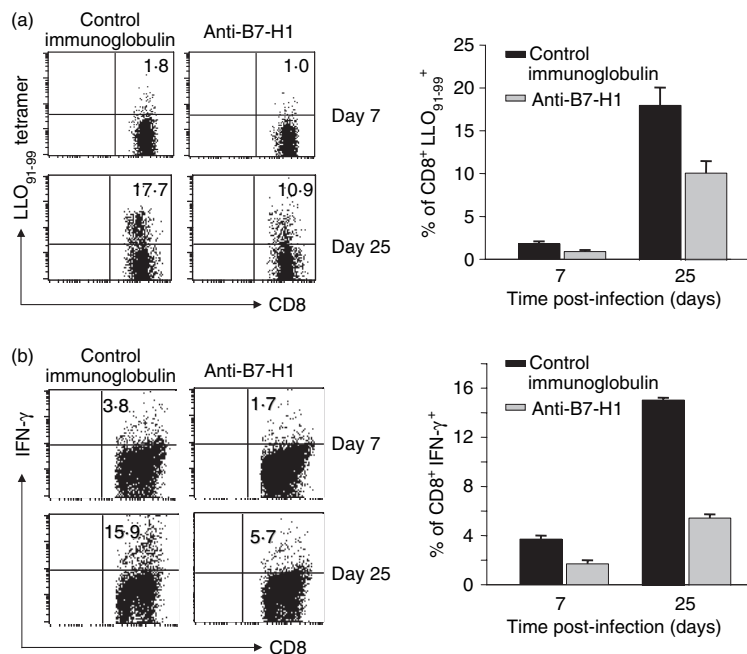 (a)
Control
immunoglobulin
Anti-B7-H1
1·8
1·0
Day 7
17·7
10·9
Day 25
LLO91-99 tetramer
CD8
25
20
15
10
5
0
% of CD8+ LLO91-99+
Control
immunoglobulin
Anti-B7-H1
7
25
Time post-infection (days)
(b)
Control
immunoglobulin
Anti-B7-H1
3·8
1·7
Day 7
15·9
5·7
Day 25
IFN-γ
CD8
16
12
8
4
0
% of CD8+ IFN-γ+
Control
immunoglobulin
Anti-B7-H1
7
25
Time post-infection (days)